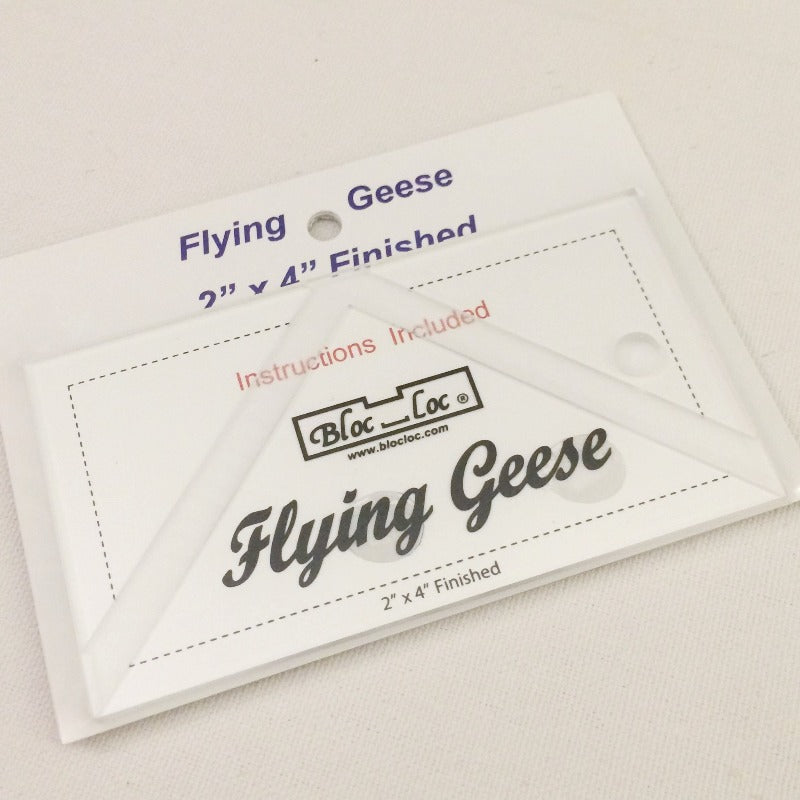 Flying Geese
2” x 4” Finished
Instructions Included
Bloc Loc ®
www.blocloc.com
Flying Geese
2” x 4” Finished